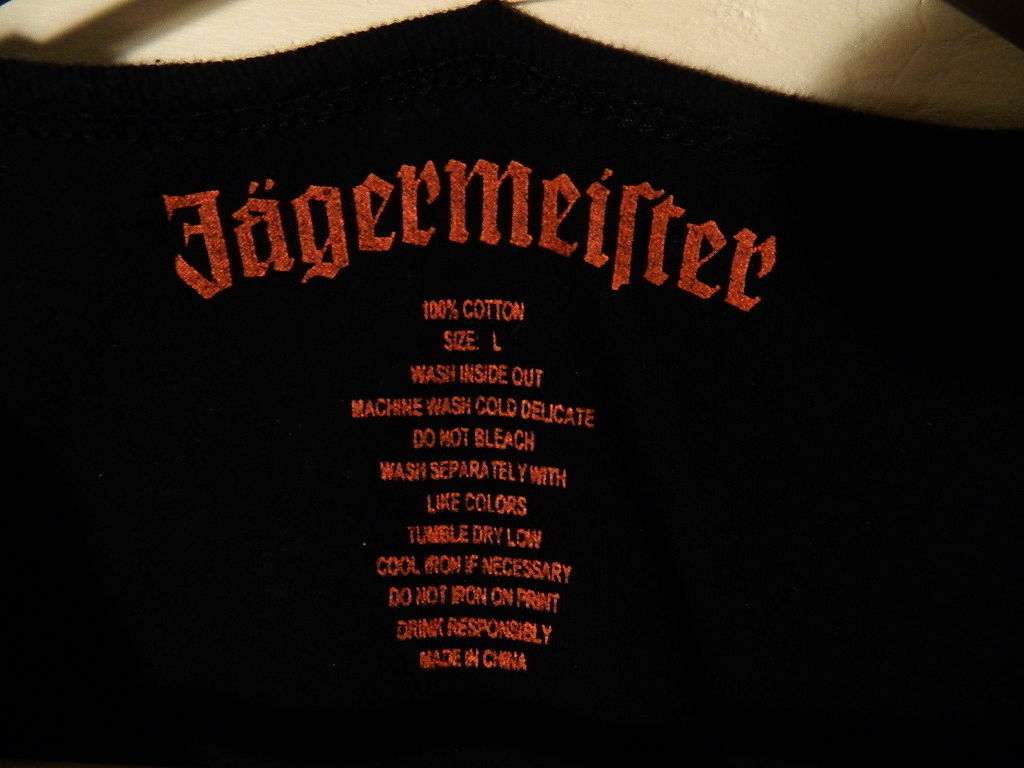 Jägermeiſter
100% COTTON
SIZE: L
WASH INSIDE OUT
MACHINE WASH COLD DELICATE
DO NOT BLEACH
WASH SEPARATELY WITH
LIKE COLORS
TUMBLE DRY LOW
COOL IRON IF NECESSARY
DO NOT IRON ON PRINT
DRINK RESPONSIBLY
MADE IN CHINA